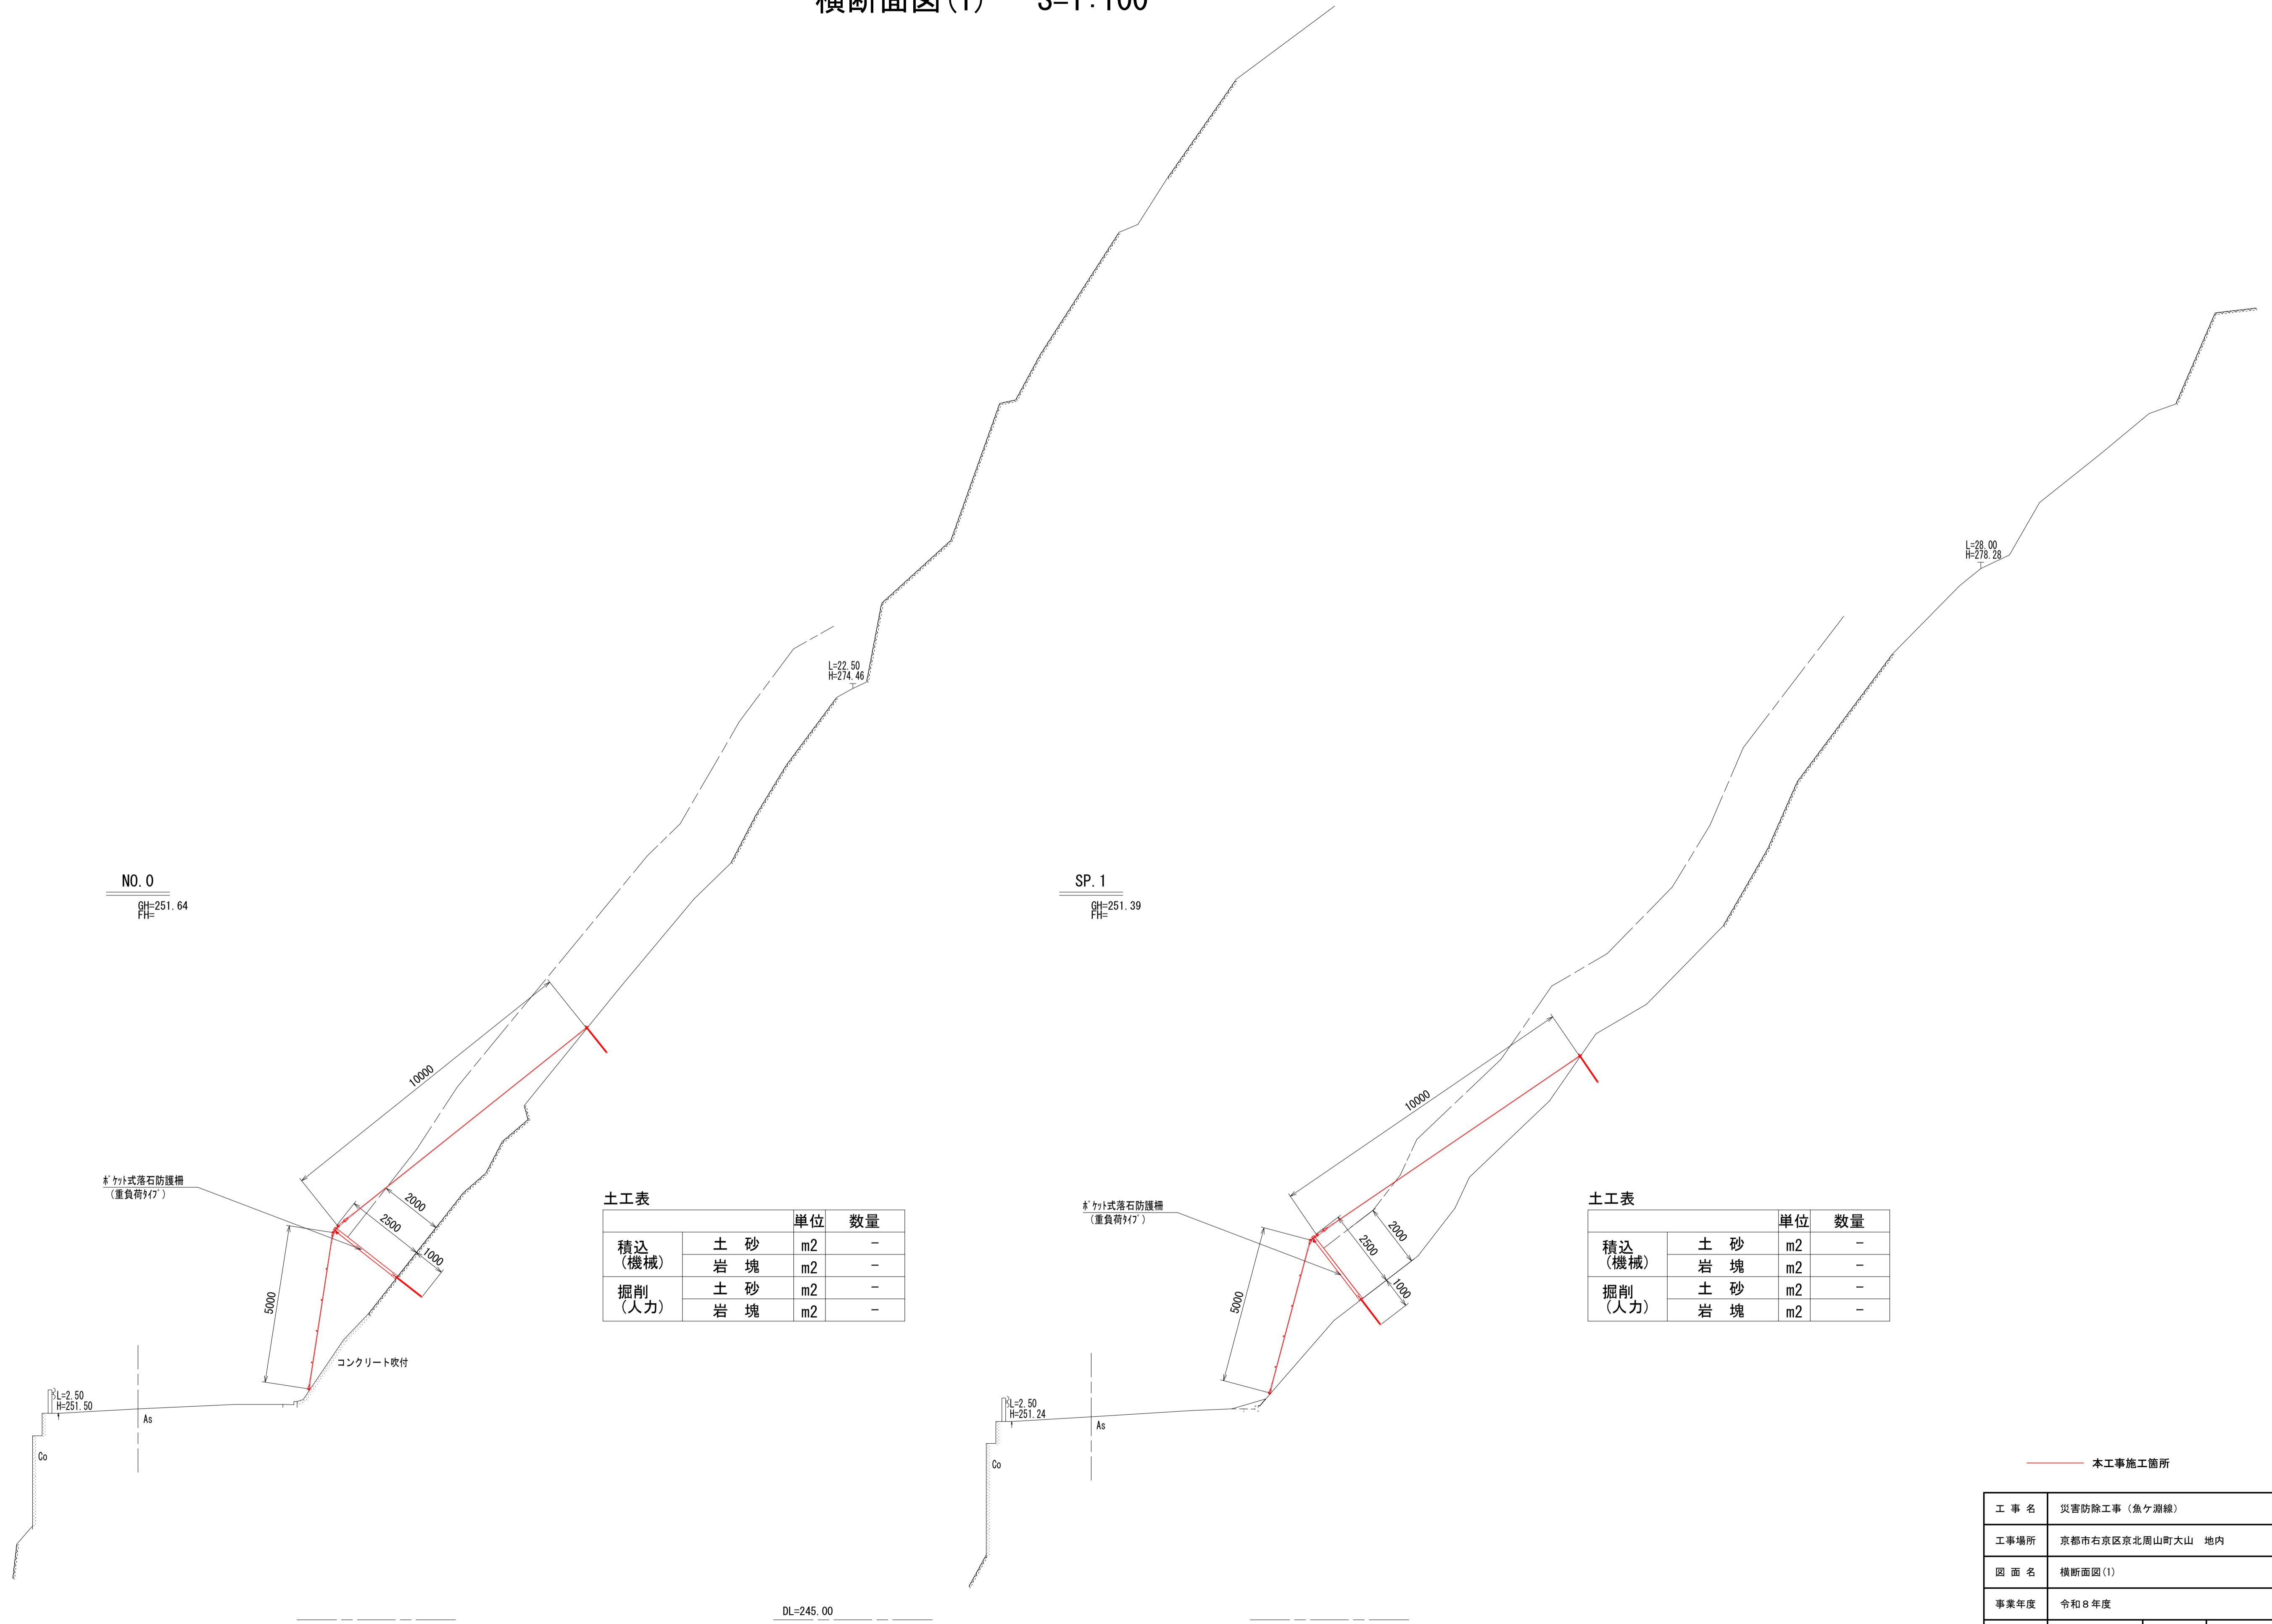 横断面図(1)　S=1:100
L=28.00
H=278.28
L=22.50
H=274.46
NO.0
GH=251.64
FH=
SP.1
GH=251.39
FH=
10000
ﾎﾟｹｯﾄ式落石防護柵
(重負荷ﾀｲﾌﾟ)
2000
2500
1000
5000
コンクリート吹付
L=2.50
H=251.50
As
Co
土工表
単位 数量
積込
(機械)
土 砂 m2 －
岩 塊 m2 －
掘削
(人力)
土 砂 m2 －
岩 塊 m2 －
10000
ﾎﾟｹｯﾄ式落石防護柵
(重負荷ﾀｲﾌﾟ)
2000
2500
1000
5000
L=2.50
H=251.24
As
Co
土工表
単位 数量
積込
(機械)
土 砂 m2 －
岩 塊 m2 －
掘削
(人力)
土 砂 m2 －
岩 塊 m2 －
DL=245.00
本工事施工箇所
工 事 名 災害防除工事（魚ケ淵線）
工事場所 京都市右京区京北周山町大山　地内
図 面 名 横断面図(1)
事業年度 令和８年度